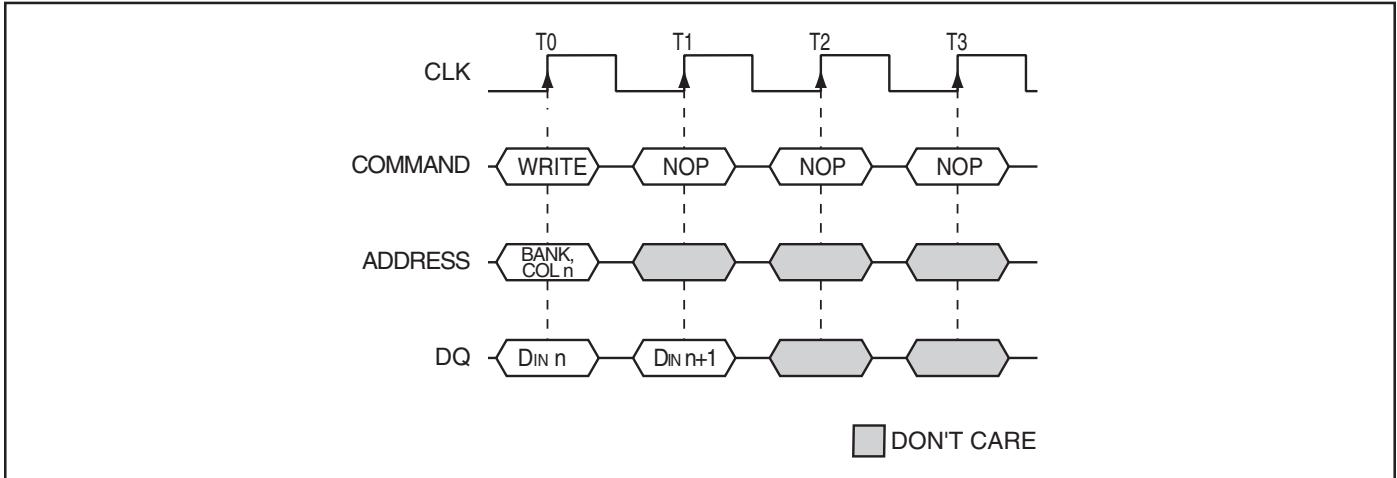 T0 T1 T2 T3
CLK
COMMAND WRITE NOP NOP NOP
ADDRESS BANK,
COL n
DQ DIN n DIN n+1
DON'T CARE